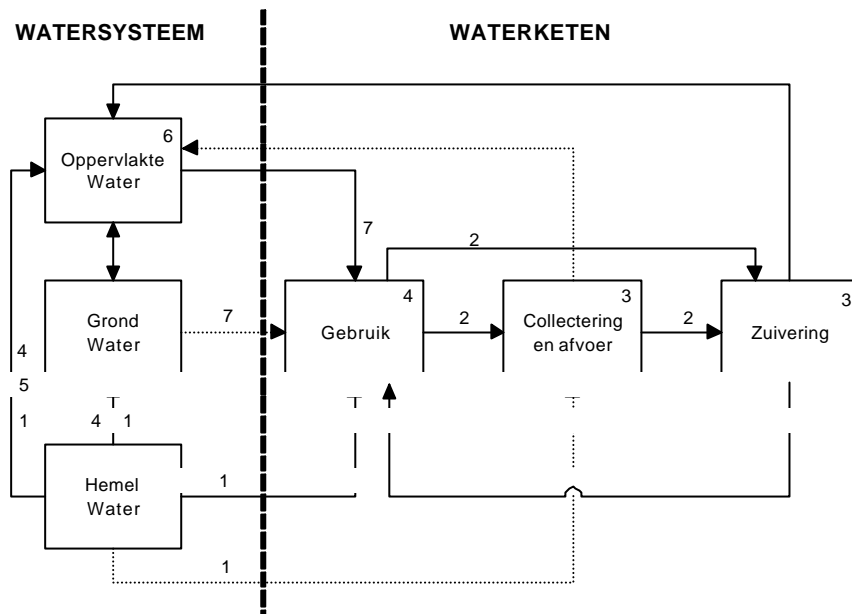 WATERSYSTEEM
WATERKETEN
6
Oppervlakte
Water
7
2
4
3
3
Grond
Water
7
Gebruik
2
Collectering
en afvoer
2
Zuivering
4
5
1
4
1
Hemel
Water
1
1